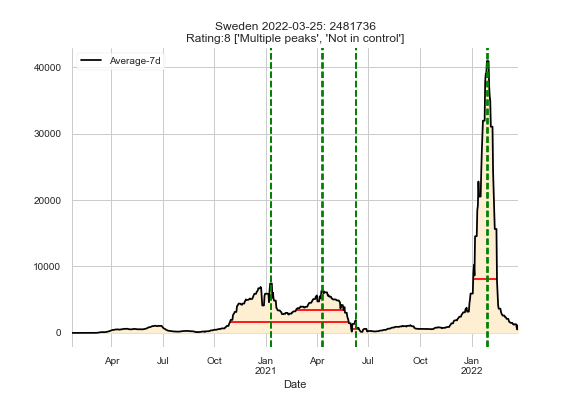 Sweden 2022-03-25: 2481736
Rating:8 ['Multiple peaks', 'Not in control']
Average-7d
40000
30000
20000
10000
0
Apr Jul Oct Jan Apr Jul Oct Jan
2021 2022
Date